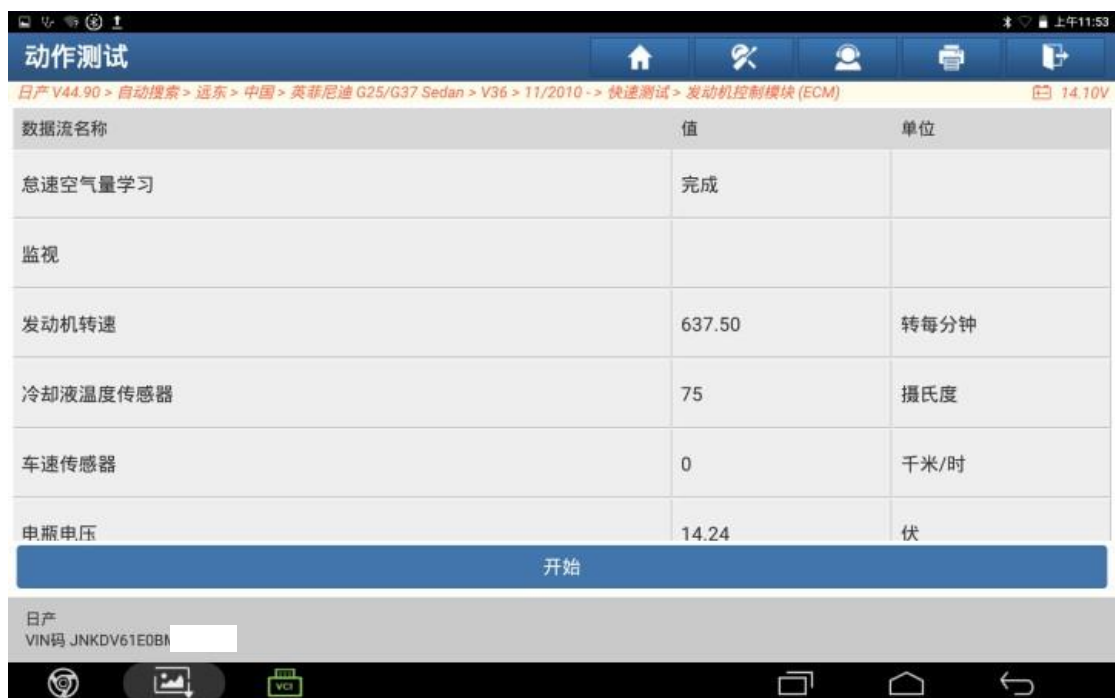 上午11:53
动作测试
日产 V44.90 > 自动搜索 > 远东 > 中国 > 英菲尼迪 G25/G37 Sedan > V36 > 11/2010 - > 快速测试 > 发动机控制模块 (ECM) 14.10V
数据流名称 值 单位
怠速空气量学习 完成
监视
发动机转速 637.50 转每分钟
冷却液温度传感器 75 摄氏度
车速传感器 0 千米/时
电瓶电压 14.24 伏
开始
日产
VIN码 JNKDV61E0BM
VCI